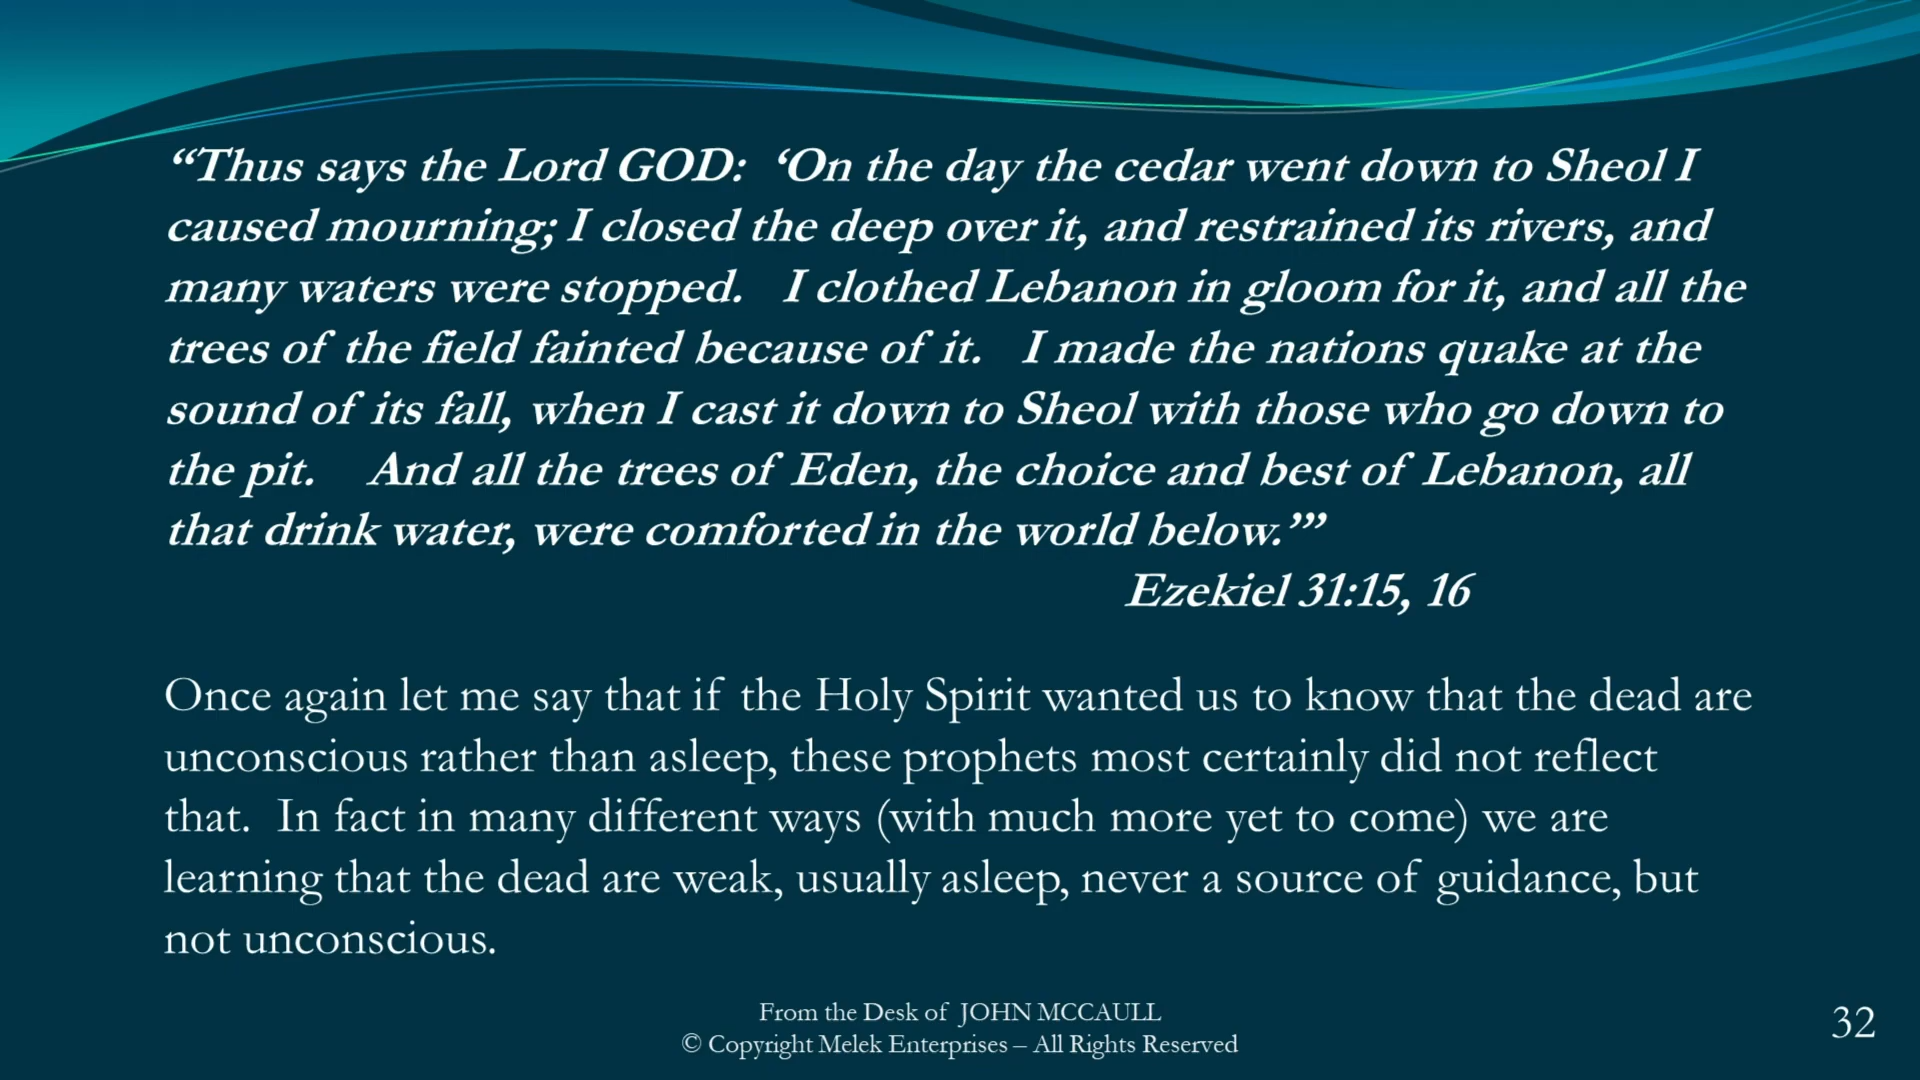 “Thus says the Lord GOD:  ‘On the day the cedar went down to Sheol I
caused mourning; I closed the deep over it, and restrained its rivers, and
many waters were stopped.   I clothed Lebanon in gloom for it, and all the
trees of the field fainted because of it.   I made the nations quake at the
sound of its fall, when I cast it down to Sheol with those who go down to
the pit.    And all the trees of Eden, the choice and best of Lebanon, all
that drink water, were comforted in the world below.’”
Ezekiel 31:15, 16
Once again let me say that if the Holy Spirit wanted us to know that the dead are
unconscious rather than asleep, these prophets most certainly did not reflect
that.  In fact in many different ways (with much more yet to come) we are
learning that the dead are weak, usually asleep, never a source of guidance, but
not unconscious.
From the Desk of JOHN MCCAULL
© Copyright Melek Enterprises – All Rights Reserved
32